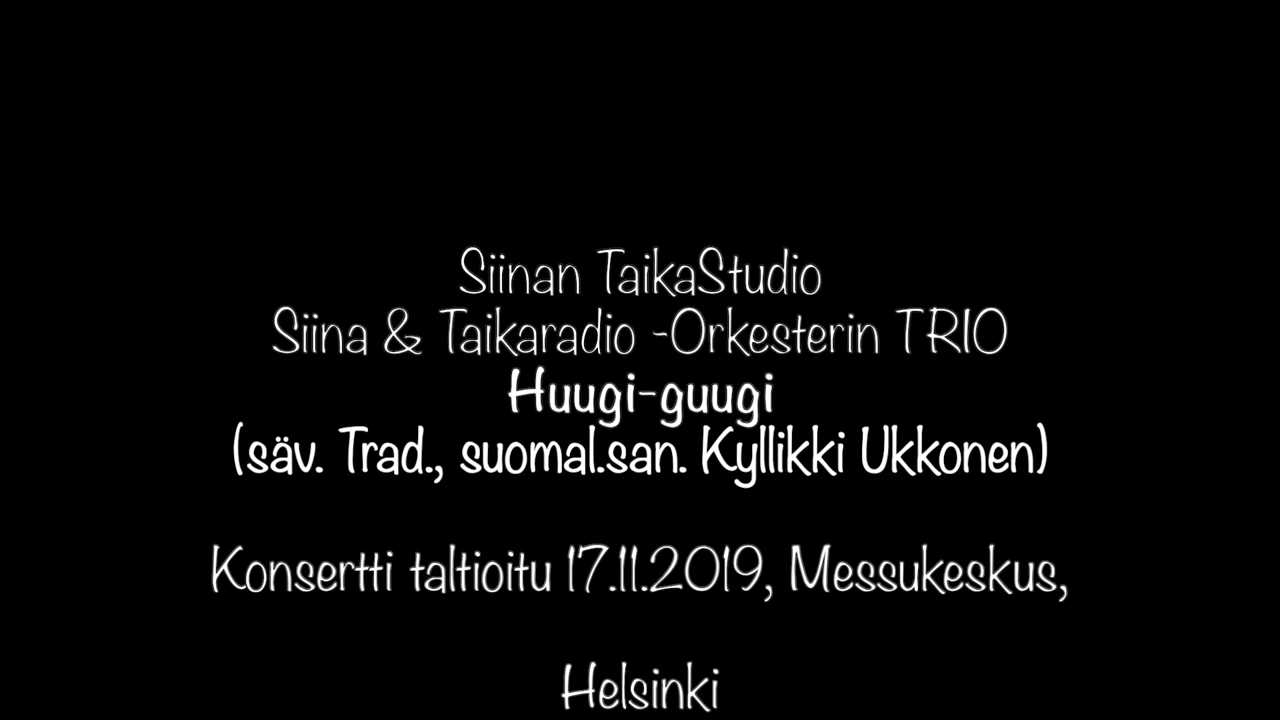 Siinan TaikaStudio
Siina & Taikaradio -Orkesterin TRIO
Huugi-guugi
(säv. Trad., suomal.san. Kyllikki Ukkonen)
Konsertti taltioitu 17.11.2019, Messukeskus,
Helsinki